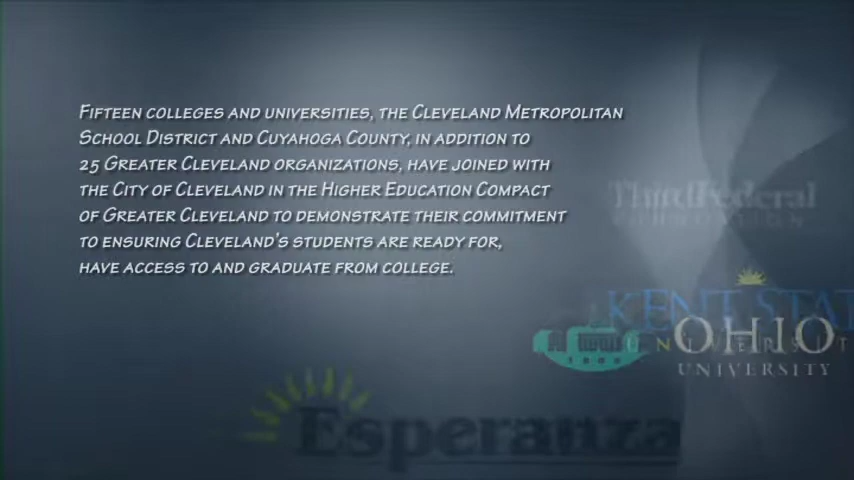 Fifteen colleges and universities, the Cleveland Metropolitan
School District and Cuyahoga County, in addition to
25 Greater Cleveland organizations, have joined with
the City of Cleveland in the Higher Education Compact
of Greater Cleveland to demonstrate their commitment
to ensuring Cleveland's students are ready for,
have access to and graduate from college.
ThirdFederal
FOUNDATION
KENT STATE
UNIVERSITY
OHIO
UNIVERSITY
Esperanza